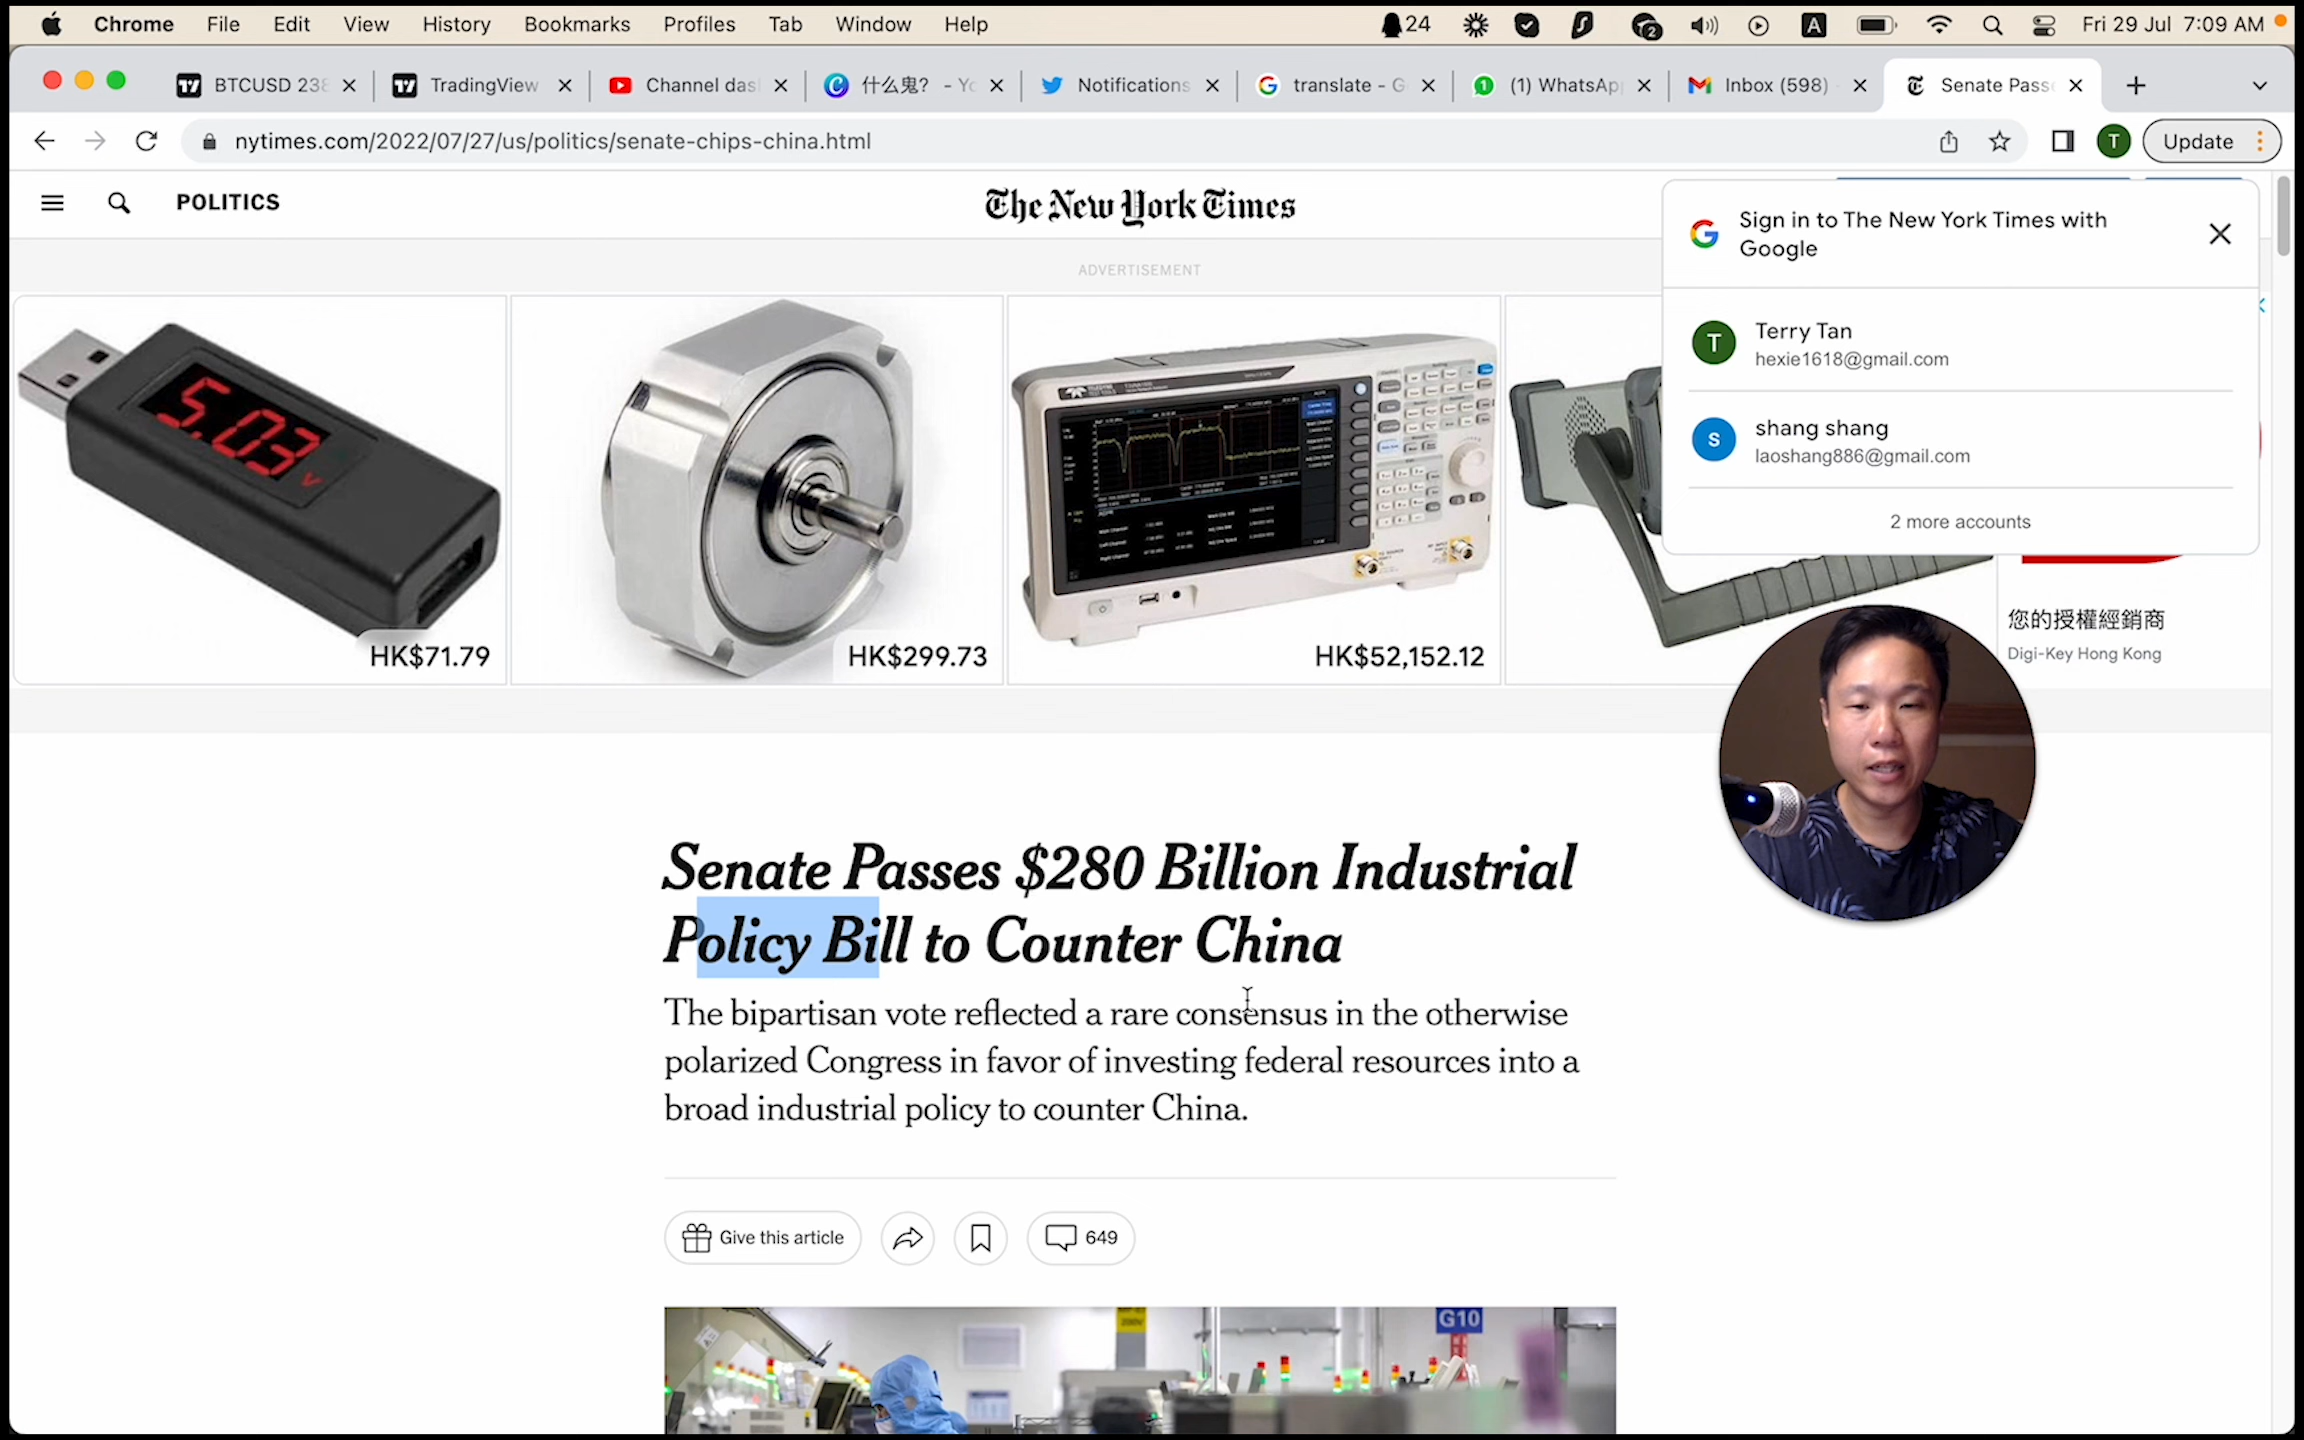 Chrome File Edit View History Bookmarks Profiles Tab Window Help 24 2 A Fri 29 Jul 7:09 AM
BTCUSD 238 TradingView Channel das 什么鬼? - Yo Notifications translate - G (1) WhatsAp Inbox (598) Senate Pass
nytimes.com/2022/07/27/us/politics/senate-chips-china.html T Update
POLITICS The New York Times
Sign in to The New York Times with
Google
ADVERTISEMENT
T Terry Tan
hexie1618@gmail.com
S shang shang
laoshang886@gmail.com
2 more accounts
5.03 V
HK$71.79 HK$299.73 HK$52,152.12
您的授權經銷商
Digi-Key Hong Kong
Senate Passes $280 Billion Industrial
Policy Bill to Counter China
The bipartisan vote reflected a rare consensus in the otherwise
polarized Congress in favor of investing federal resources into a
broad industrial policy to counter China.
Give this article 649
G10